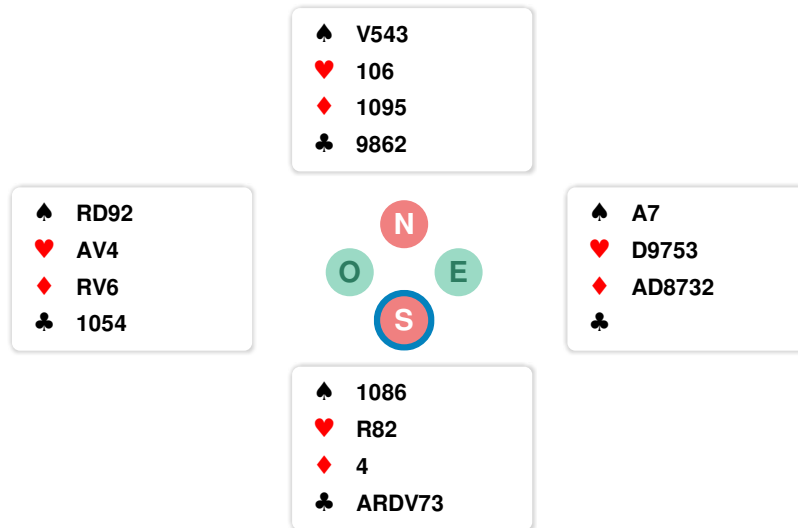 ♠ V543
♥ 106
♦ 1095
♣ 9862
♠ RD92
♥ AV4
♦ RV6
♣ 1054
N
O E
S
♠ A7
♥ D9753
♦ AD8732
♣
♠ 1086
♥ R82
♦ 4
♣ ARDV73